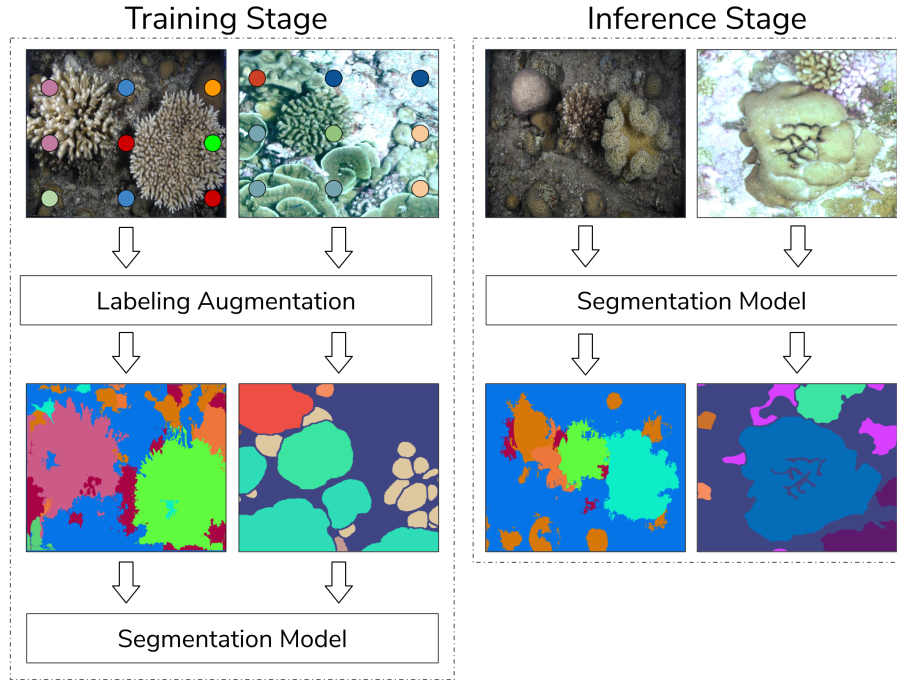 Training Stage
Inference Stage
Labeling Augmentation
Segmentation Model
Segmentation Model